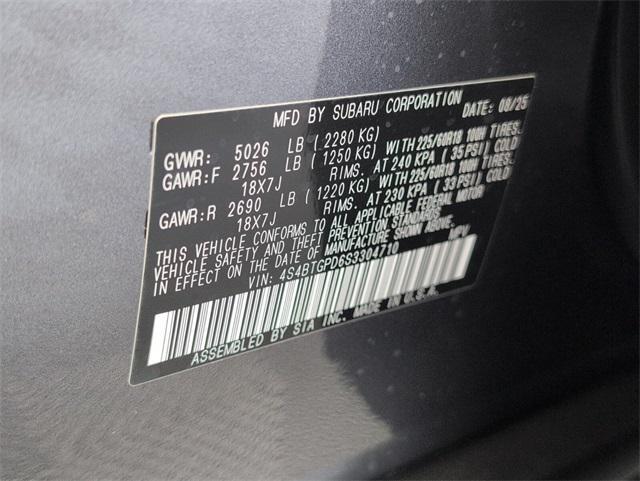 MFD BY SUBARU CORPORATION DATE: 08/25
GVWR: 5026 LB ( 2280 KG)
GAWR:F 2756 LB ( 1250 KG) WITH 225/60R18 100H TIRES.
18X7J RIMS. AT 240 KPA ( 35 PSI) COLD
GAWR:R 2690 LB ( 1220 KG) WITH 225/60R18 100H TIRES.
18X7J RIMS. AT 230 KPA ( 33 PSI) COLD
THIS VEHICLE CONFORMS TO ALL APPLICABLE FEDERAL MOTOR
VEHICLE SAFETY AND THEFT PREVENTION STANDARDS
IN EFFECT ON THE DATE OF MANUFACTURE SHOWN ABOVE.
VIN: 4S4BTGPD6S3304710 MPV
ASSEMBLED BY SIA INC. MADE IN U.S.A.